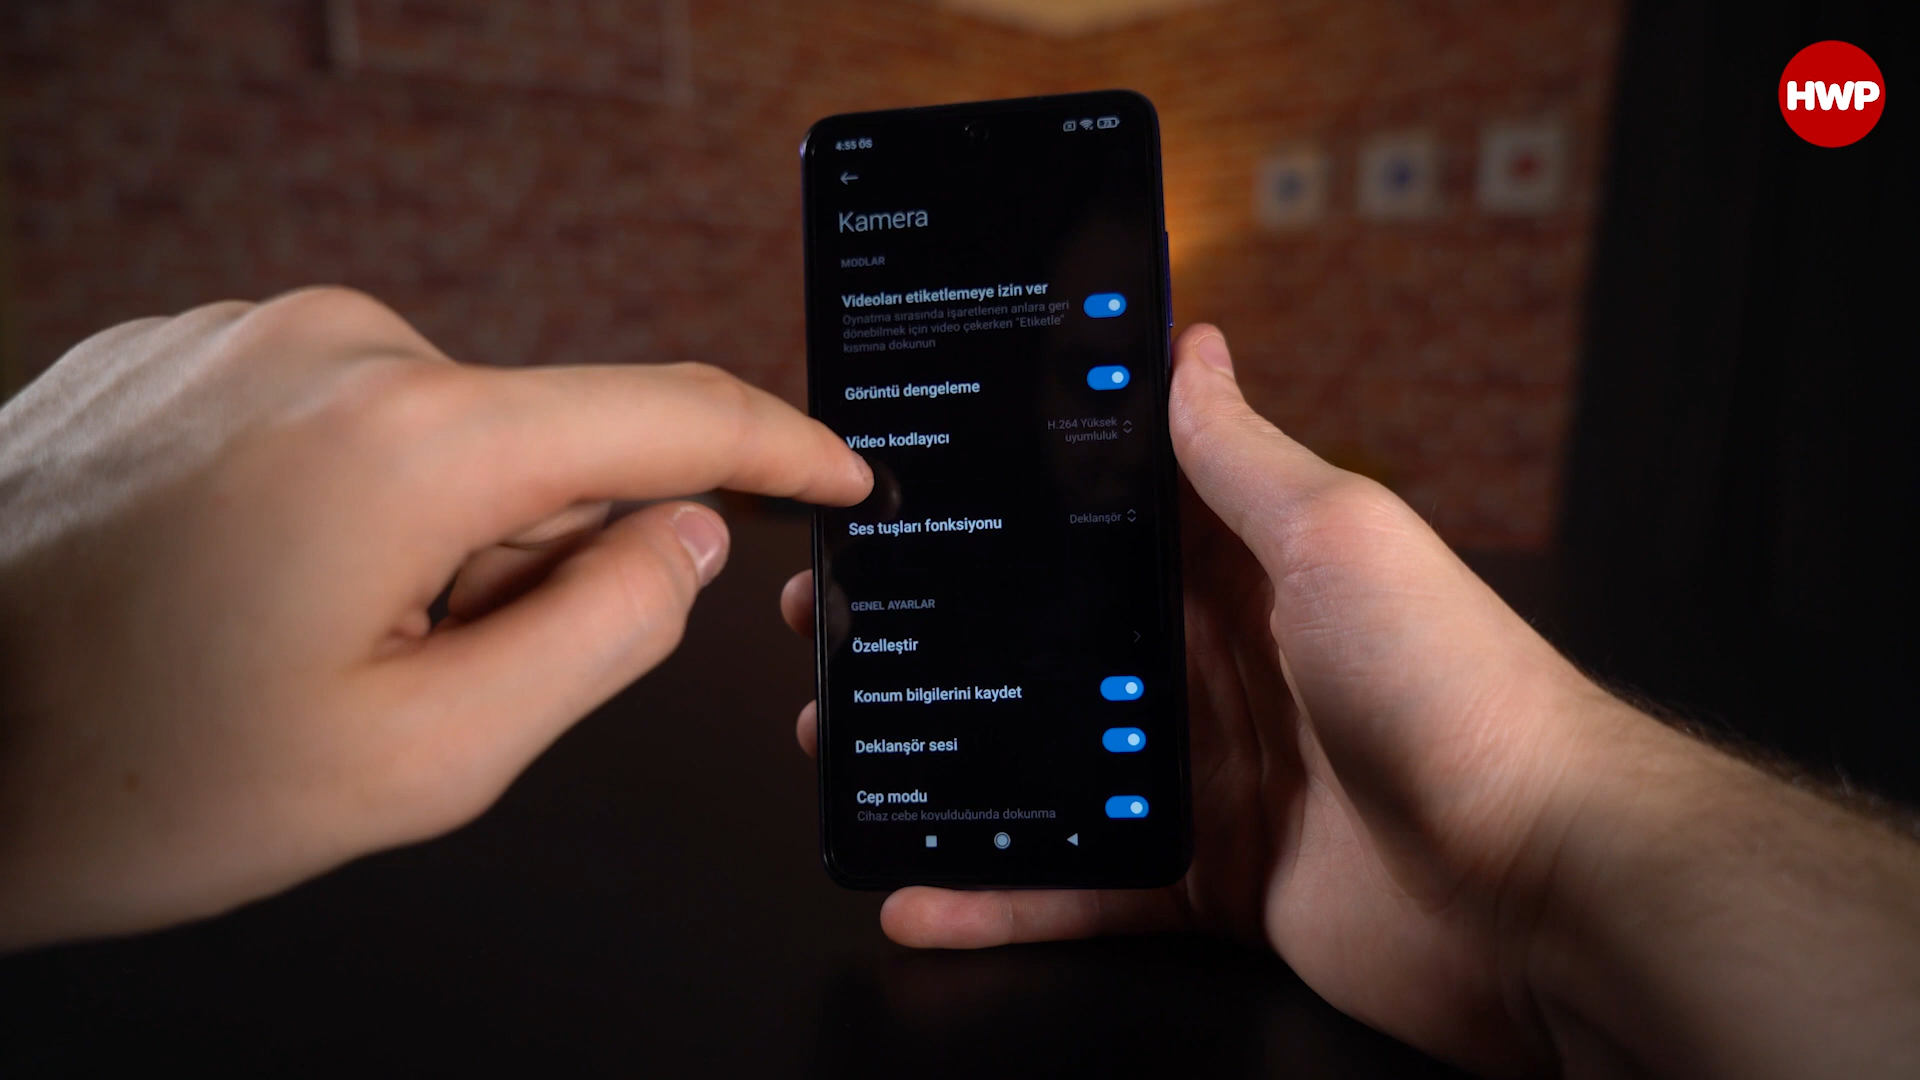 HWP
4:55 ÖS
Kamera
MODLAR
Videoları etiketlemeye izin ver
Oynatma sırasında işaretlenen anlara geri
dönebilmek için video çekerken "Etiketle"
kısmına dokunun
Görüntü dengeleme
Video kodlayıcı
H.264 Yüksek
uyumluluk
Ses tuşları fonksiyonu
Deklanşör
GENEL AYARLAR
Özelleştir
Konum bilgilerini kaydet
Deklanşör sesi
Cep modu
Cihaz cebe koyulduğunda dokunma